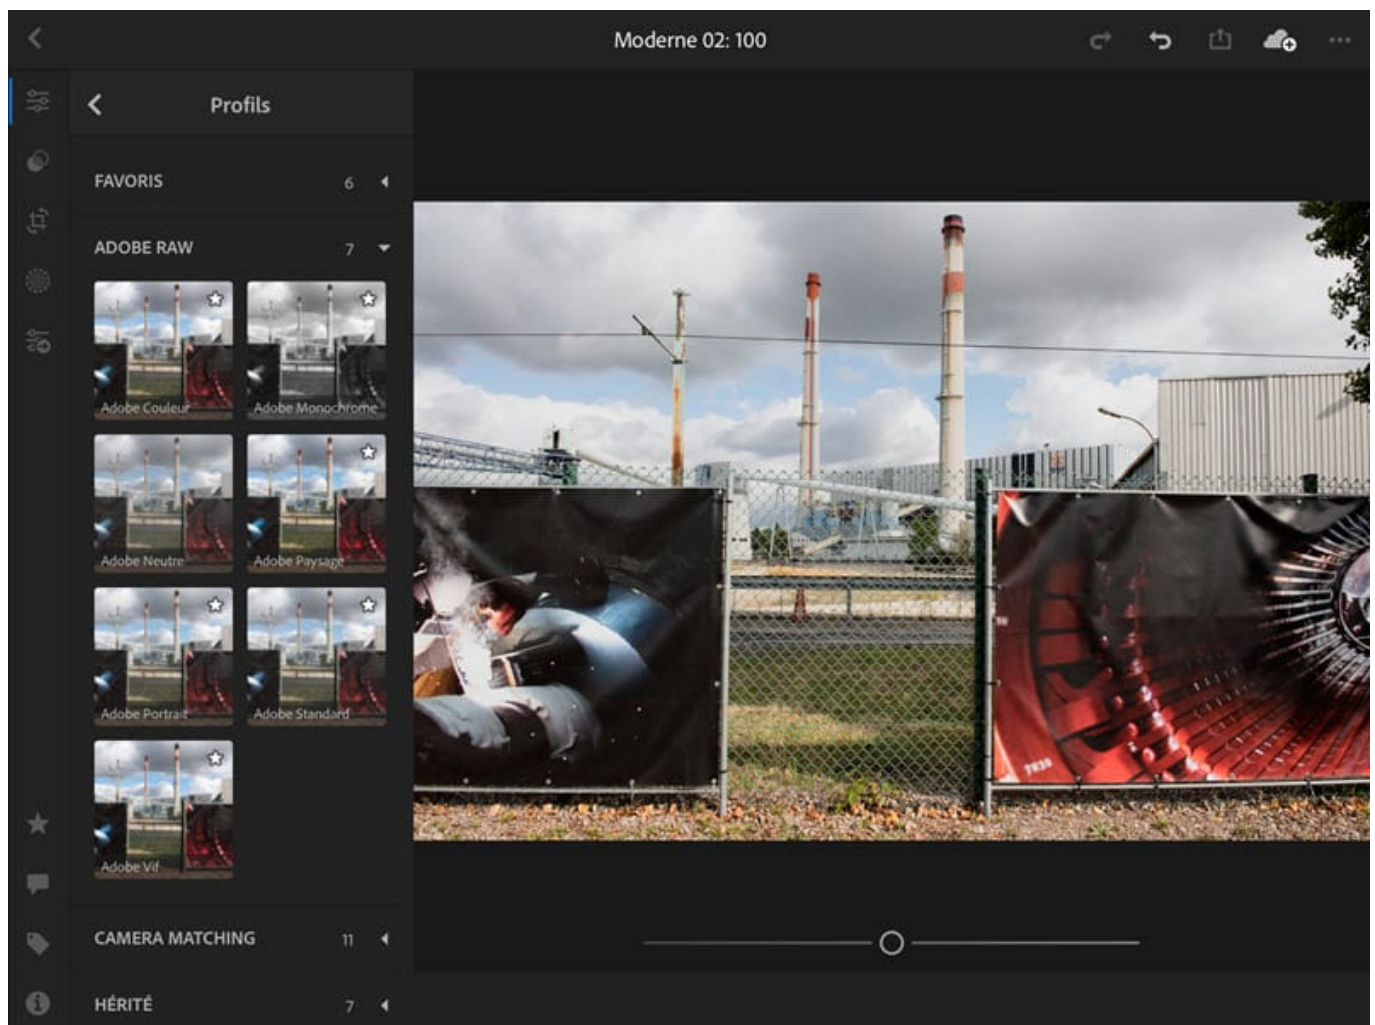 Moderne 02: 100
Profils
FAVORIS 6
ADOBE RAW 7
Adobe Couleur
Adobe Monochrome
Adobe Neutre
Adobe Paysage
Adobe Portrait
Adobe Standard
Adobe Vif
CAMERA MATCHING 11
HÉRITÉ 7